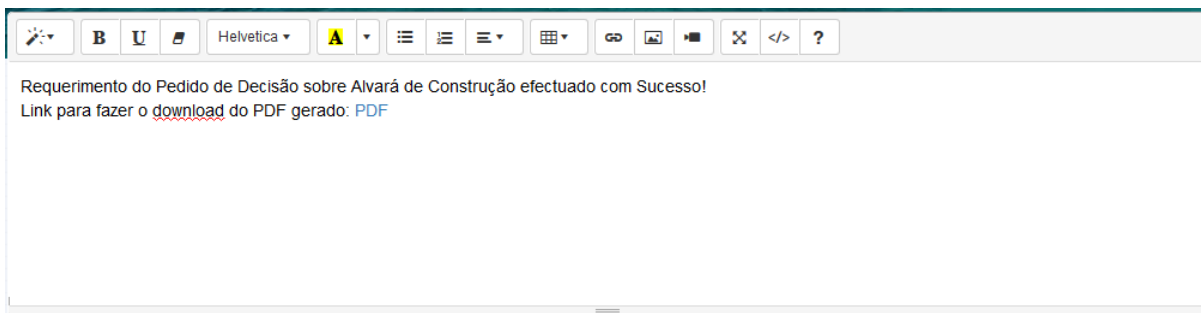 B U Helvetica A </> ?
Requerimento do Pedido de Decisão sobre Alvará de Construção efectuado com Sucesso!
Link para fazer o download do PDF gerado: PDF